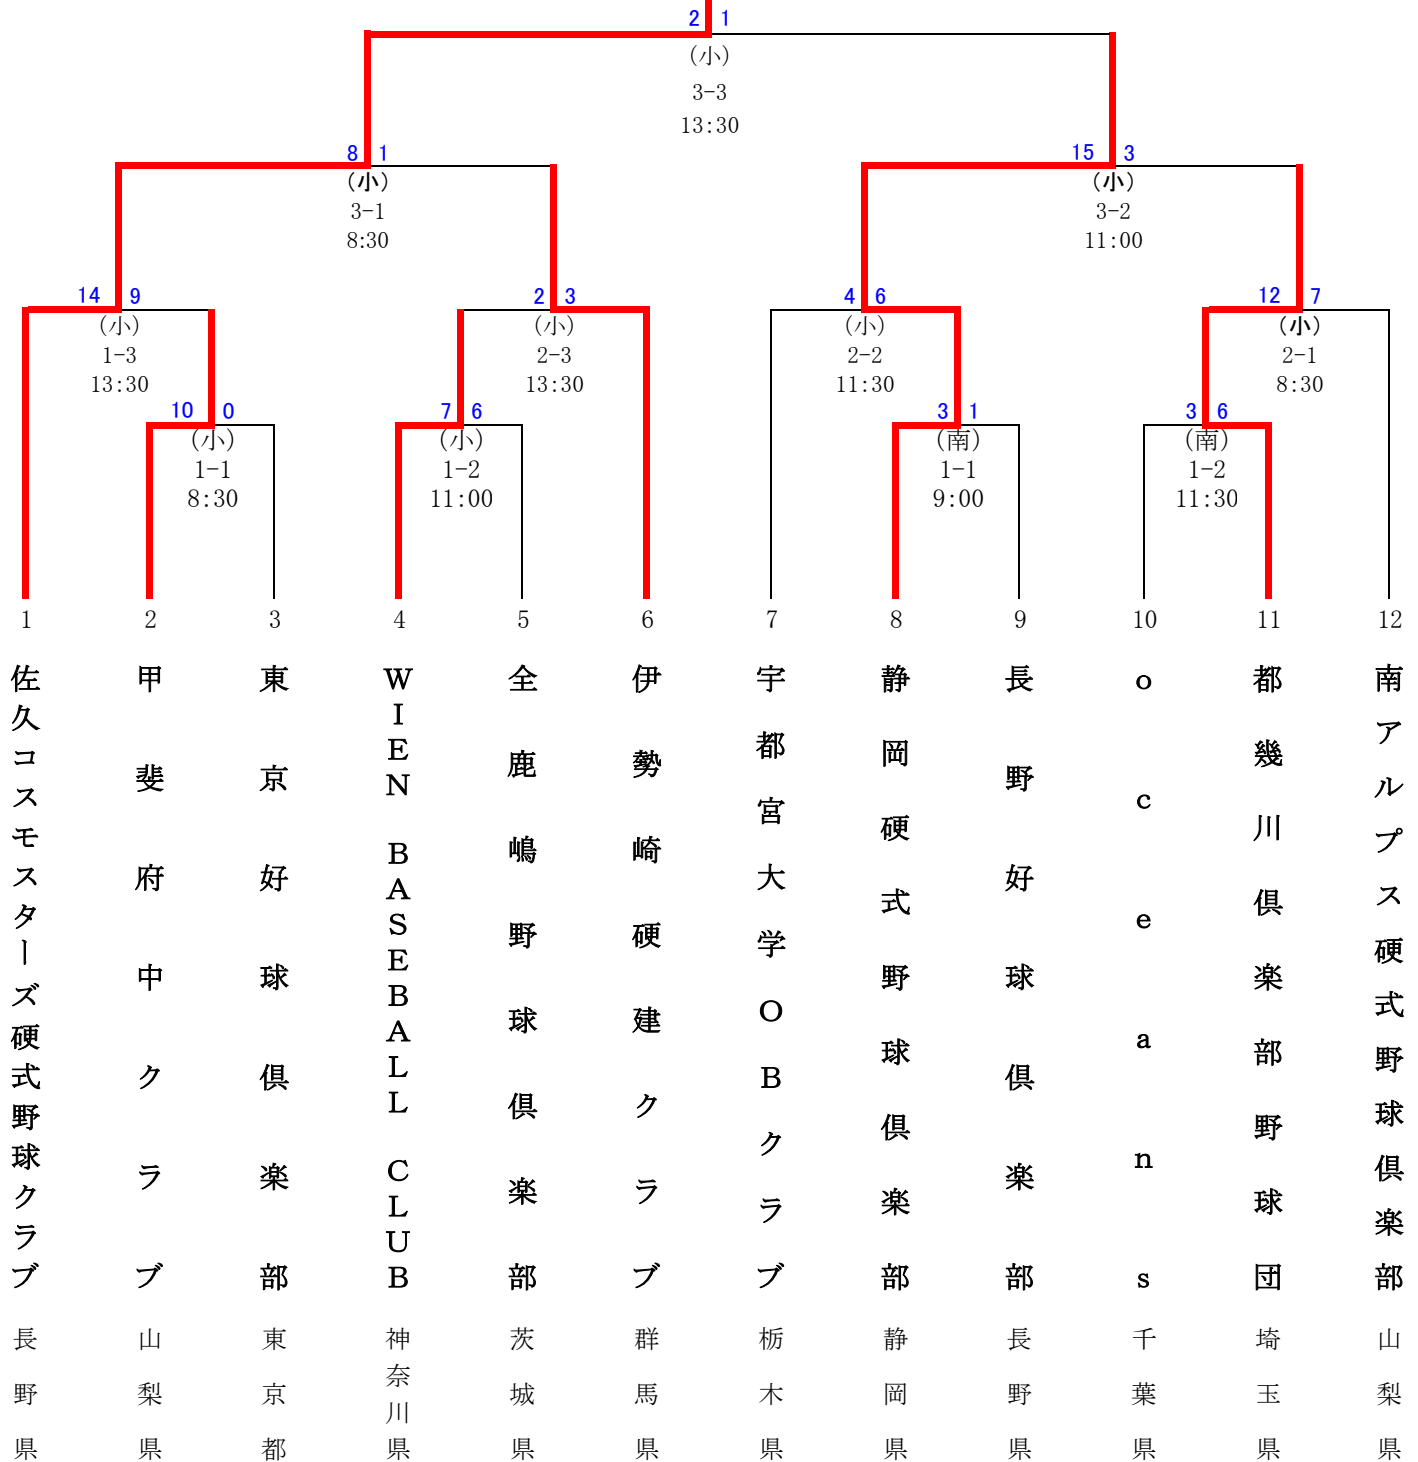 2 1
(小)
3-3
13:30
8 1
(小)
3-1
8:30
15 3
(小)
3-2
11:00
14 9
(小)
1-3
13:30
2 3
(小)
2-3
13:30
4 6
(小)
2-2
11:30
12 7
(小)
2-1
8:30
10 0
(小)
1-1
8:30
7 6
(小)
1-2
11:00
3 1
(南)
1-1
9:00
3 6
(南)
1-2
11:30
1
佐久コスモスターズ硬式野球クラブ
長野県
2
甲斐府中クラブ
山梨県
3
東京好球倶楽部
東京都
4
WIEN BASEBALL CLUB
神奈川県
5
全鹿嶋野球倶楽部
茨城県
6
伊勢崎硬建クラブ
群馬県
7
宇都宮大学OBクラブ
栃木県
8
静岡硬式野球倶楽部
静岡県
9
長野好球倶楽部
長野県
10
oceans
千葉県
11
都幾川倶楽部野球団
埼玉県
12
南アルプス硬式野球倶楽部
山梨県